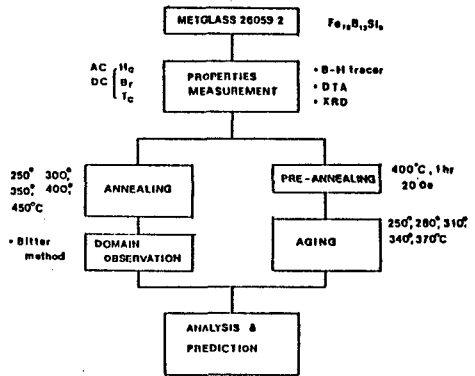 METGLASS 2605S 2
Fe₇₈B₁₃Si₉
AC
DC
Hc
Br
Tc
PROPERTIES
MEASUREMENT
• B-H tracer
• DTA
• XRD
250° 300°,
350°, 400°,
450°C
ANNEALING
PRE-ANNEALING
400°C, 1hr
20 Oe
• Bitter
method
DOMAIN
OBSERVATION
AGING
250°, 280°, 310°,
340°, 370°C
ANALYSIS &
PREDICTION